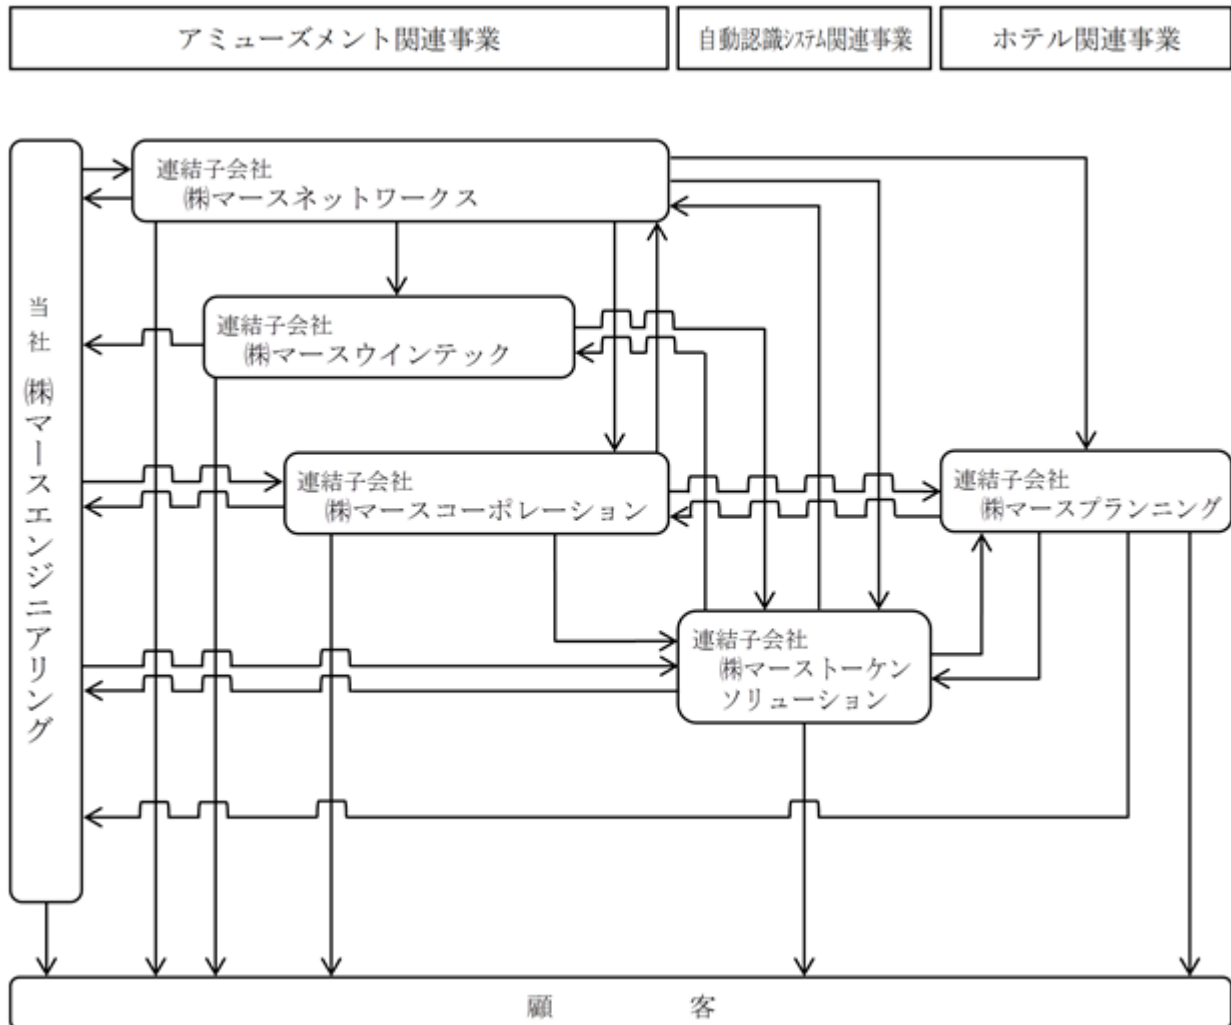 アミューズメント関連事業
自動認識システム関連事業
ホテル関連事業
当社 ㈱マースエンジニアリング
連結子会社
㈱マースネットワークス
連結子会社
㈱マースウインテック
連結子会社
㈱マースコーポレーション
連結子会社
㈱マースプランニング
連結子会社
㈱マーストーケン
ソリューション
顧客